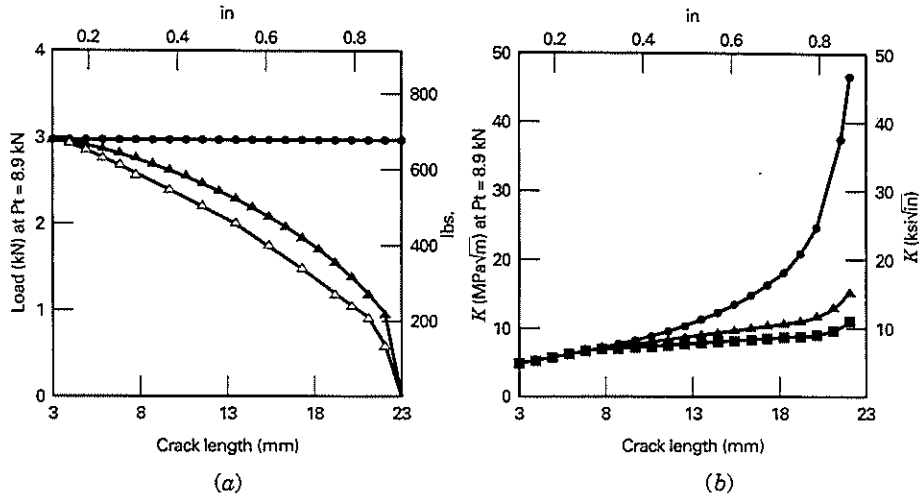 in
0.2 0.4 0.6 0.8
4
3
2
1
0
Load (kN) at Pt = 8.9 kN
800
600
400
200
lbs.
3 8 13 18 23
Crack length (mm)
(a)
in
0.2 0.4 0.6 0.8
50
40
30
20
10
0
K (MPa√m) at Pt = 8.9 kN
50
40
30
20
10
K (ksi√in)
3 8 13 18 23
Crack length (mm)
(b)